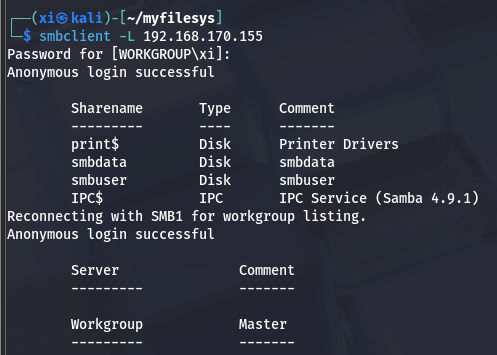 ┌──(xi㉿kali)-[~/myfilesys]
└─$ smbclient -L 192.168.170.155
Password for [WORKGROUP\xi]:
Anonymous login successful
Sharename Type Comment
--------- ---- -------
print$ Disk Printer Drivers
smbdata Disk smbdata
smbuser Disk smbuser
IPC$ IPC IPC Service (Samba 4.9.1)
Reconnecting with SMB1 for workgroup listing.
Anonymous login successful
Server Comment
--------- -------
Workgroup Master
--------- -------